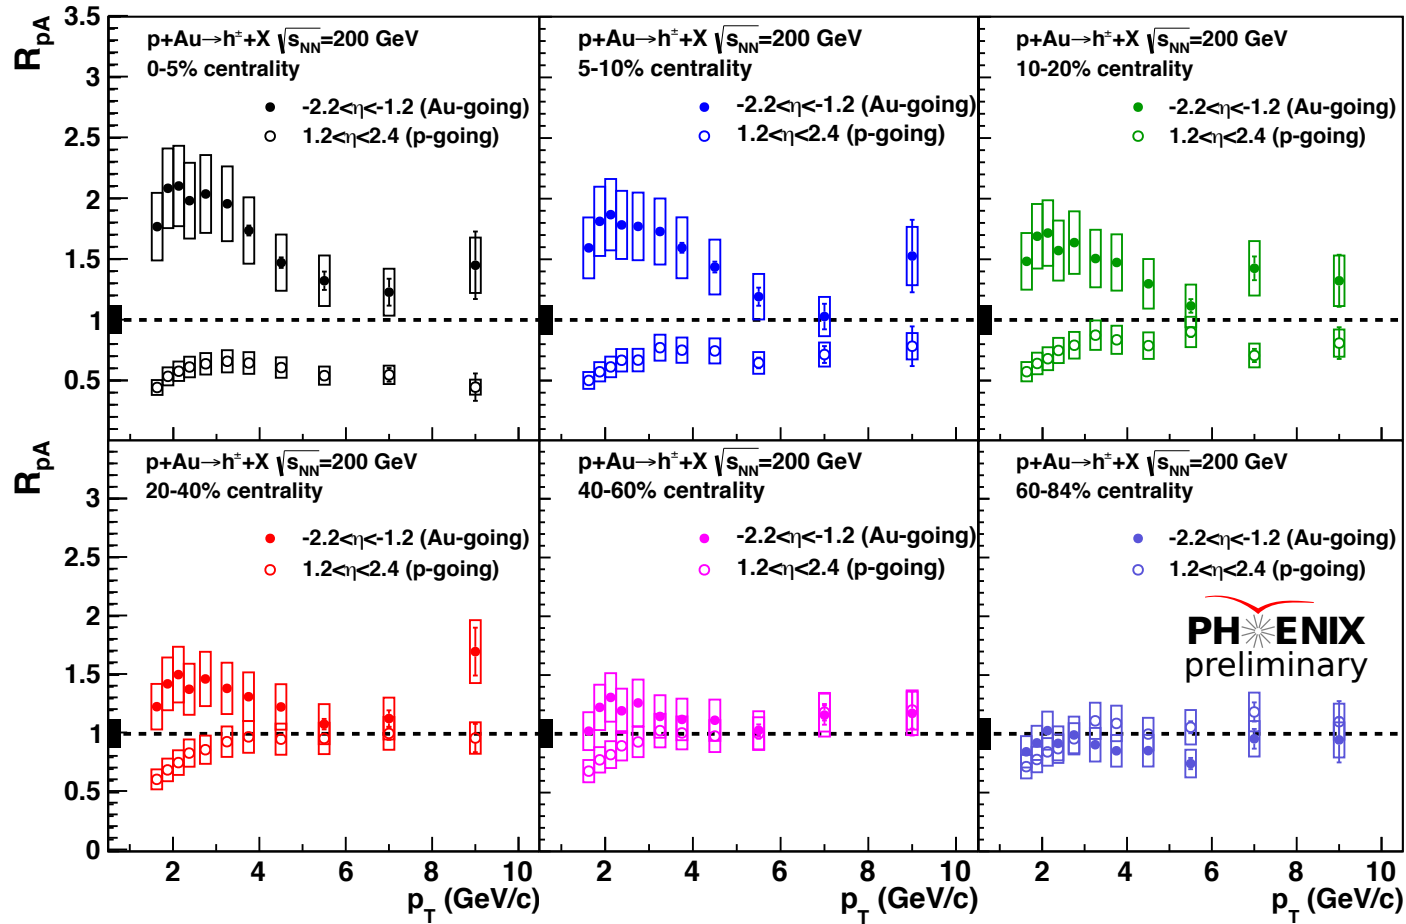 R_pA
3.5
3
2.5
2
1.5
1
0.5
p+Au→h±+X √s_NN=200 GeV
0-5% centrality
-2.2<η<-1.2 (Au-going)
1.2<η<2.4 (p-going)
p+Au→h±+X √s_NN=200 GeV
5-10% centrality
-2.2<η<-1.2 (Au-going)
1.2<η<2.4 (p-going)
p+Au→h±+X √s_NN=200 GeV
10-20% centrality
-2.2<η<-1.2 (Au-going)
1.2<η<2.4 (p-going)
R_pA
3
2.5
2
1.5
1
0.5
0
p+Au→h±+X √s_NN=200 GeV
20-40% centrality
-2.2<η<-1.2 (Au-going)
1.2<η<2.4 (p-going)
2 4 6 8 10
p_T (GeV/c)
p+Au→h±+X √s_NN=200 GeV
40-60% centrality
-2.2<η<-1.2 (Au-going)
1.2<η<2.4 (p-going)
2 4 6 8 10
p_T (GeV/c)
p+Au→h±+X √s_NN=200 GeV
60-84% centrality
-2.2<η<-1.2 (Au-going)
1.2<η<2.4 (p-going)
PHENIX
preliminary
2 4 6 8 10
p_T (GeV/c)